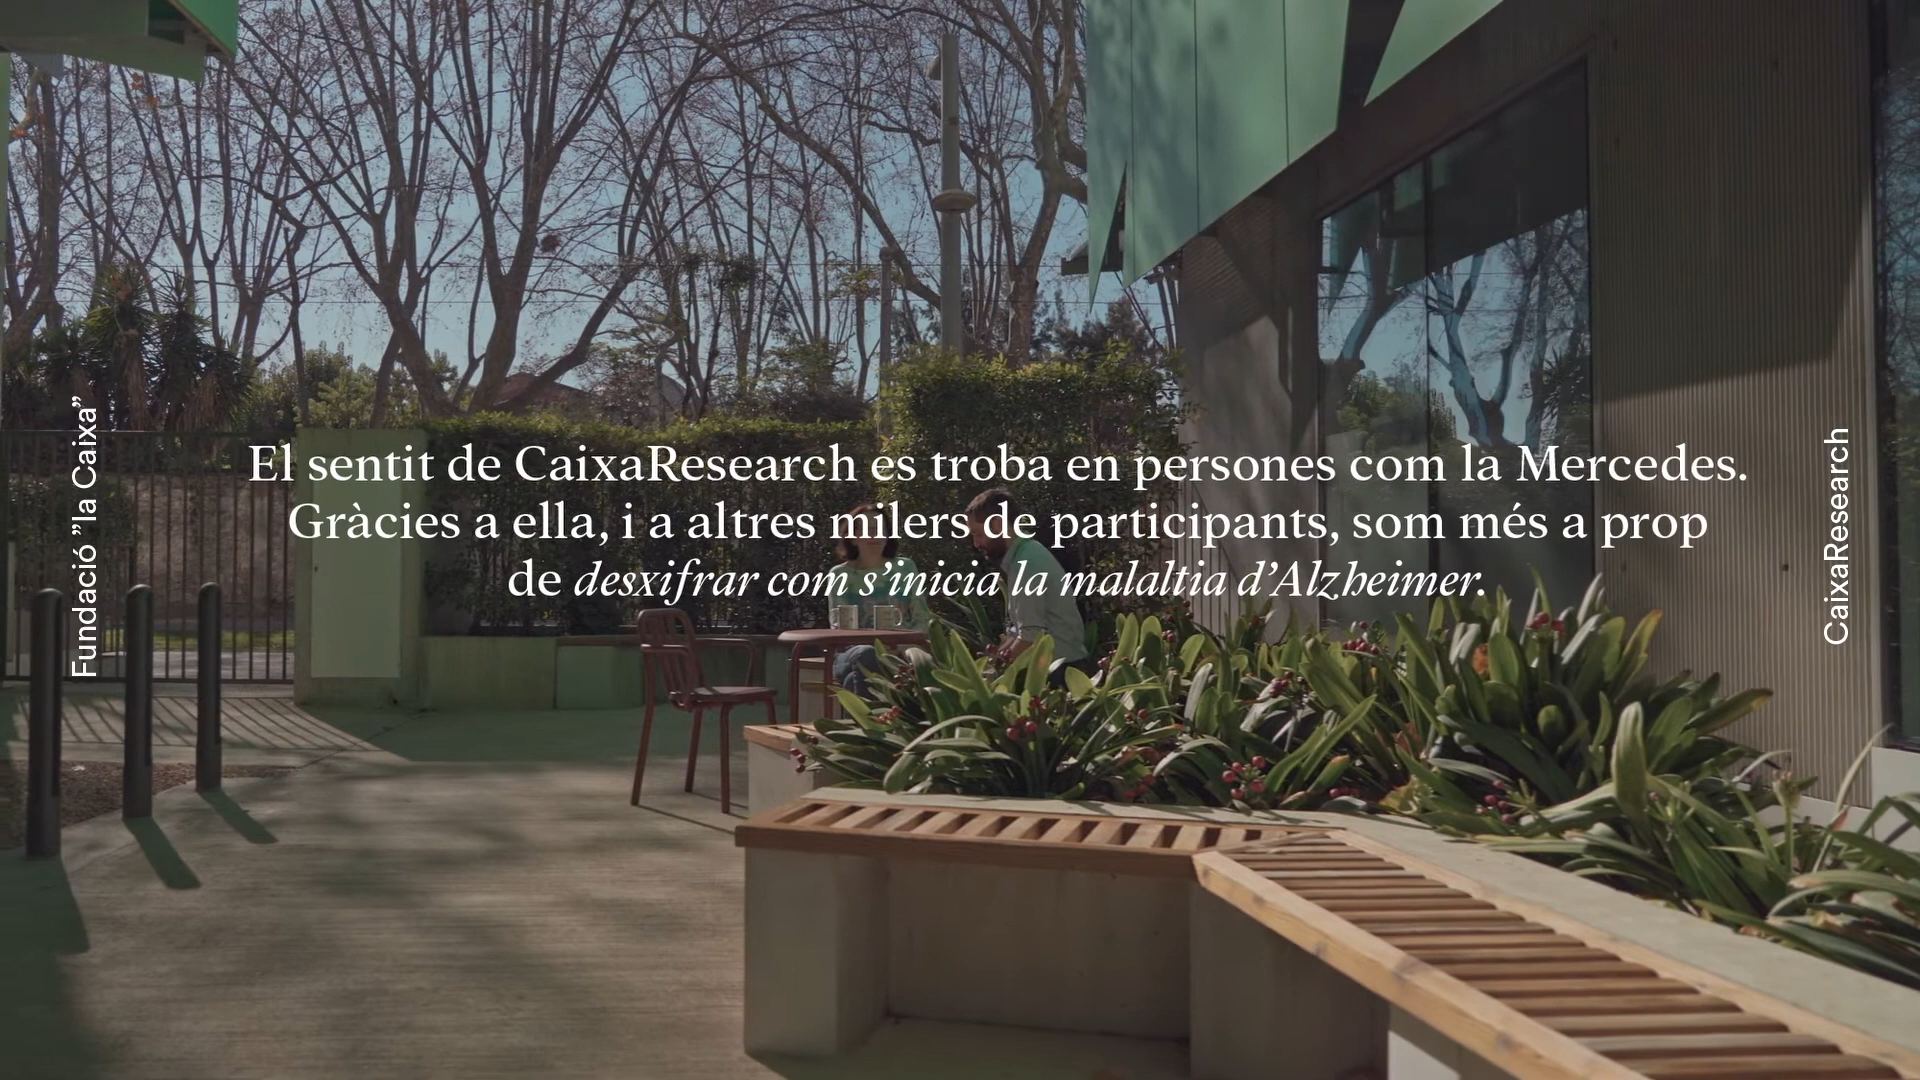 Fundació ”la Caixa”
El sentit de CaixaResearch es troba en persones com la Mercedes.
Gràcies a ella, i a altres milers de participants, som més a prop
de desxifrar com s’inicia la malaltia d’Alzheimer.
CaixaResearch